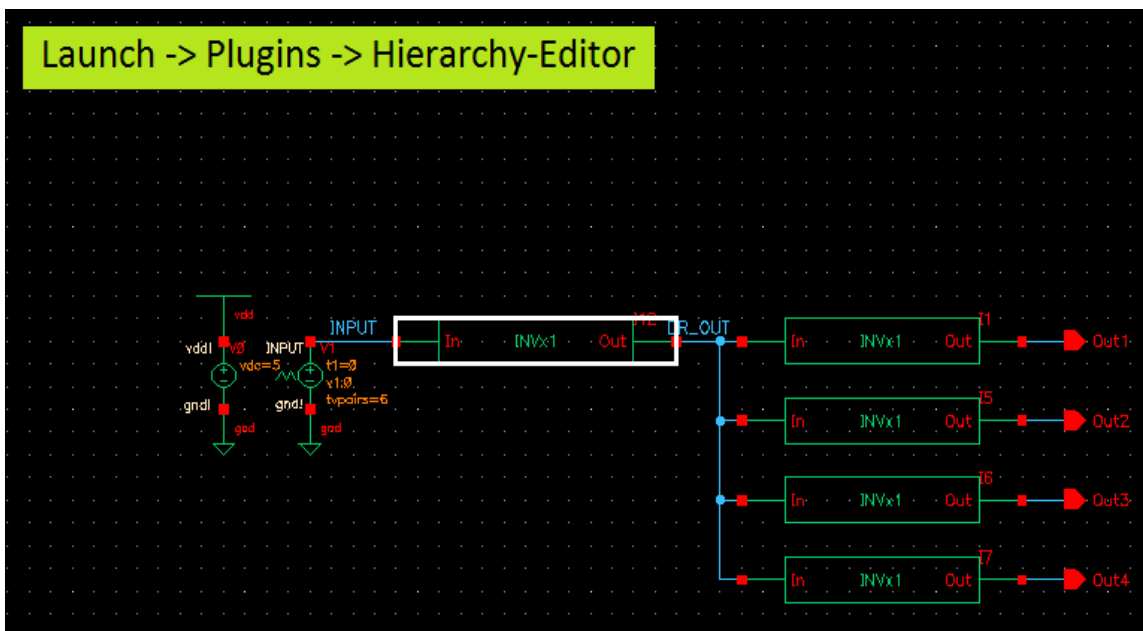 Launch -> Plugins -> Hierarchy-Editor
vdd
INPUT
I12
DR_OUT
I1
vdd!
V0
INPUT
V1
In
INVx1
Out
In
INVx1
Out
Out1
vdc=5
t1=0
v1:0
gnd!
gnd!
tvpairs=6
gnd
gnd
I5
In
INVx1
Out
Out2
I6
In
INVx1
Out
Out3
I7
In
INVx1
Out
Out4